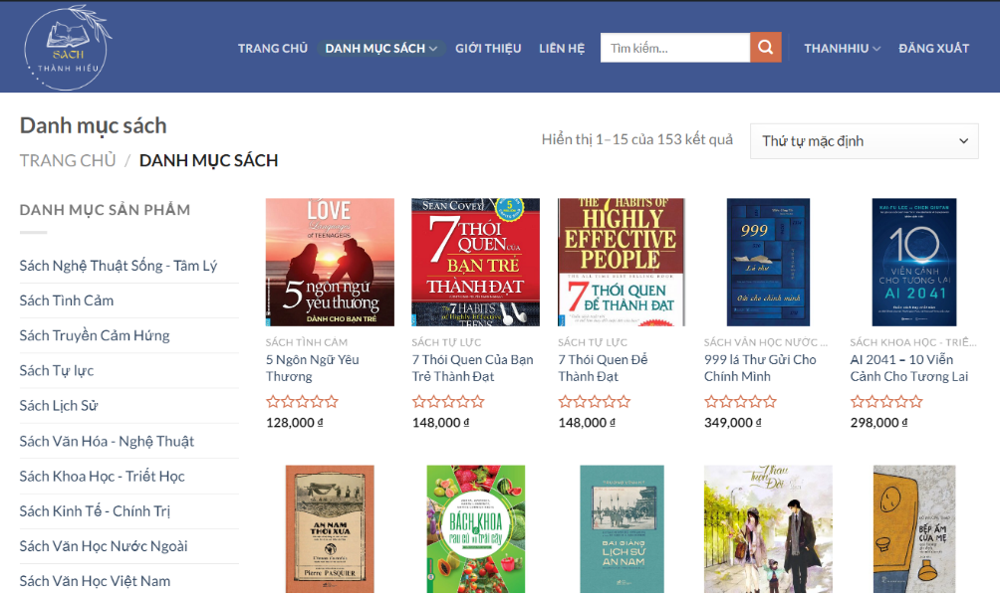 SÁCH
THÀNH HIẾU
TRANG CHỦ
DANH MỤC SÁCH
GIỚI THIỆU
LIÊN HỆ
Tìm kiếm...
THANHHIU
ĐĂNG XUẤT
Danh mục sách
TRANG CHỦ / DANH MỤC SÁCH
Hiển thị 1–15 của 153 kết quả
Thứ tự mặc định
DANH MỤC SẢN PHẨM
Sách Nghệ Thuật Sống - Tâm Lý
Sách Tình Cảm
Sách Truyền Cảm Hứng
Sách Tự lực
Sách Lịch Sử
Sách Văn Hóa - Nghệ Thuật
Sách Khoa Học - Triết Học
Sách Kinh Tế - Chính Trị
Sách Văn Học Nước Ngoài
Sách Văn Học Việt Nam
LOVE
Language
of TEENAGERS
5 ngôn ngữ
yêu thương
DÀNH CHO BẠN TRẺ
SÁCH TÌNH CẢM
5 Ngôn Ngữ Yêu
Thương
128,000 ₫
SEAN COVEY
7 THÓI
QUEN CỦA
BẠN TRẺ
THÀNH ĐẠT
7 HABITS
of Highly Effective
TEENS
SÁCH TỰ LỰC
7 Thói Quen Của Bạn
Trẻ Thành Đạt
148,000 ₫
THE 7 HABITS OF
HIGHLY
EFFECTIVE
PEOPLE
7 THÓI QUEN
ĐỂ THÀNH ĐẠT
SÁCH TỰ LỰC
7 Thói Quen Để
Thành Đạt
148,000 ₫
999
Lá thư
Gửi cho chính mình
SÁCH VĂN HỌC NƯỚC ...
999 lá Thư Gửi Cho
Chính Mình
349,000 ₫
KAI-FU LEE
10
VIỄN CẢNH
CHO TƯƠNG LAI
AI 2041
SÁCH KHOA HỌC - TRIẾ...
AI 2041 – 10 Viễn
Cảnh Cho Tương Lai
298,000 ₫
AN NAM
THỜI XƯA
Pierre PASQUIER
BÁCH KHOA
rau củ và trái cây
BÀI GIẢNG
LỊCH SỬ
AN NAM
BẾP ẤM
CỦA MẸ